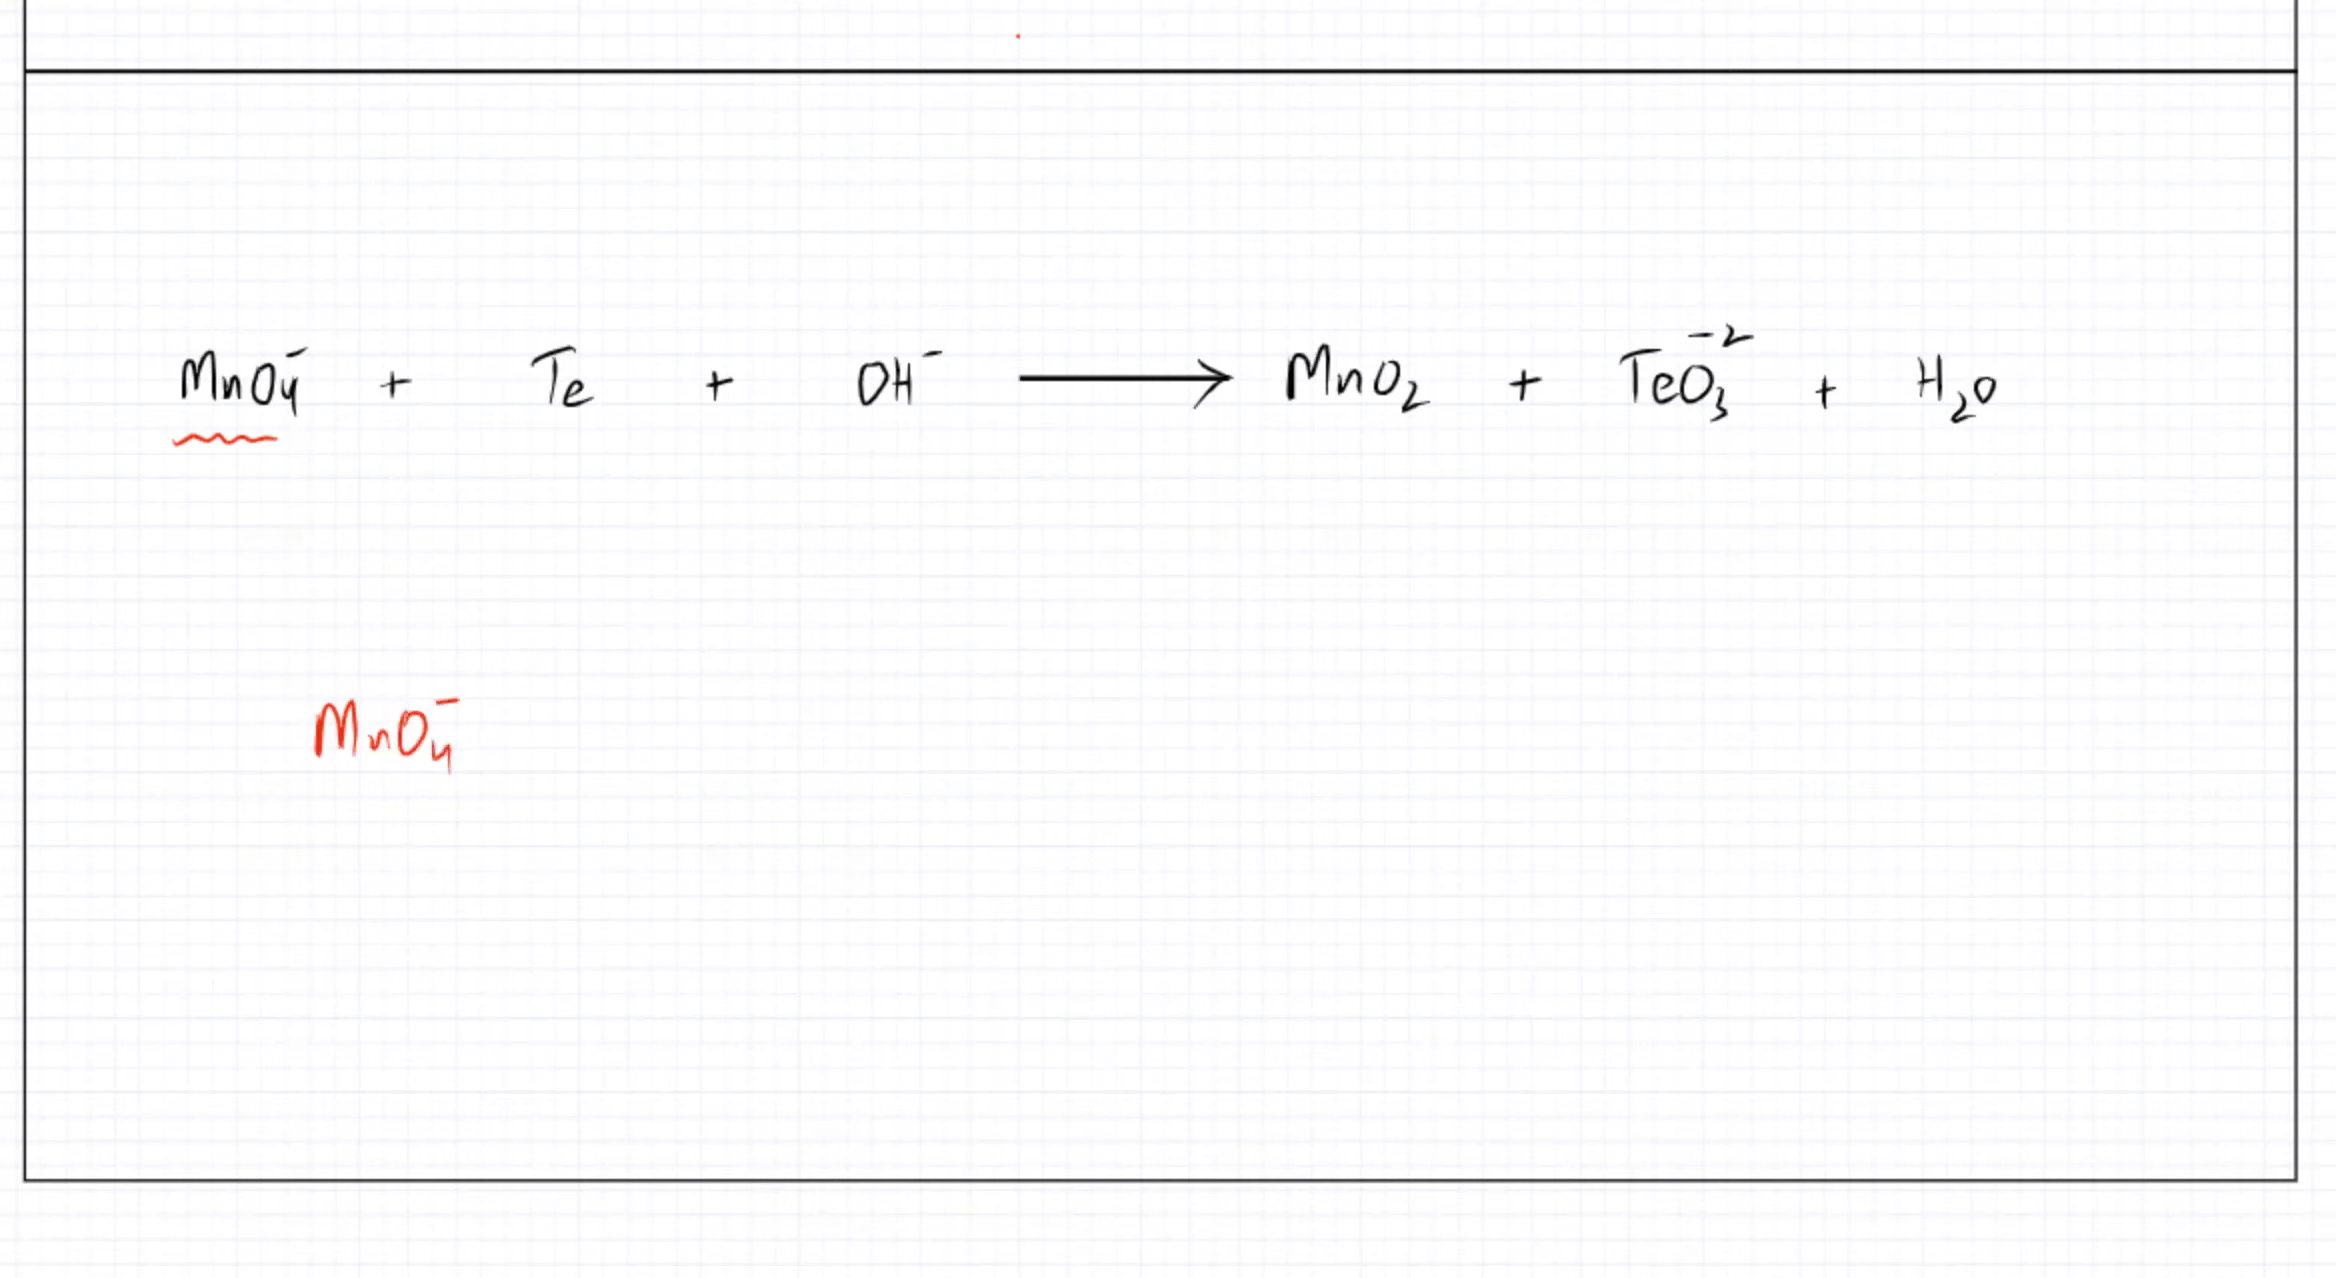 MnO₄⁻ + Te + OH⁻ ⟶ MnO₂ + TeO₃⁻² + H₂O
MnO₄⁻